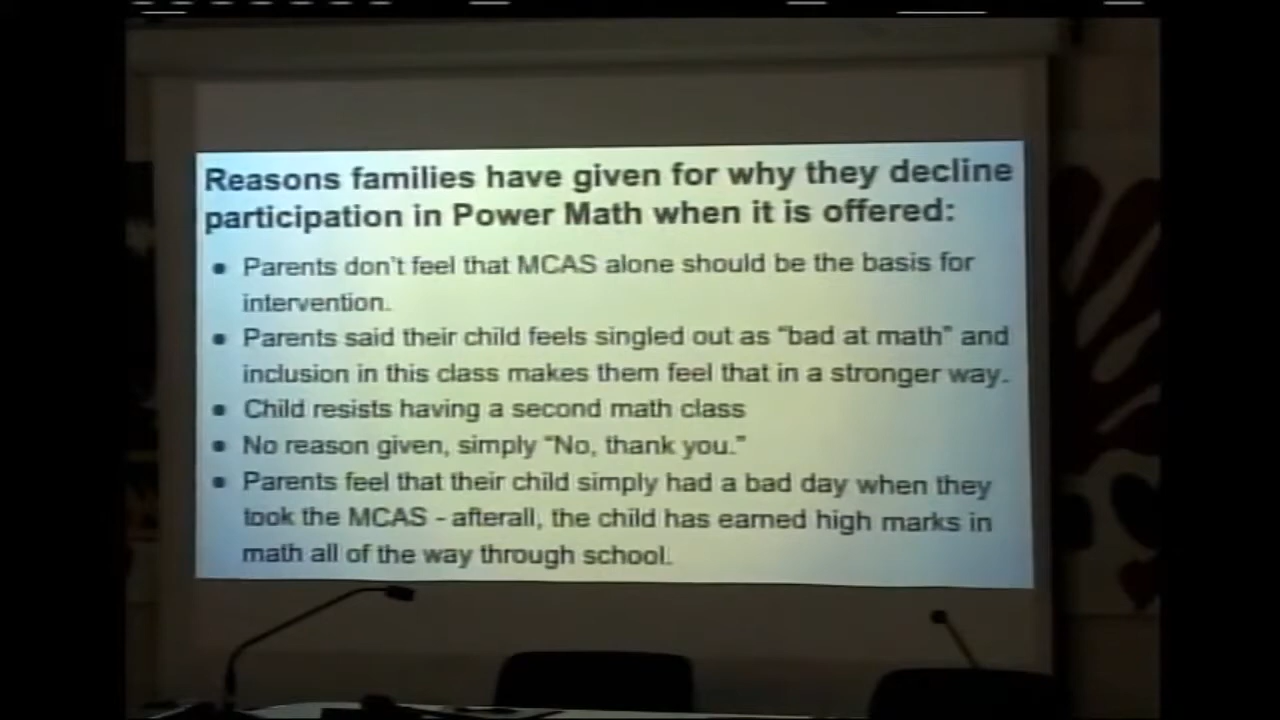 Reasons families have given for why they decline
participation in Power Math when it is offered:
• Parents don't feel that MCAS alone should be the basis for
intervention.
• Parents said their child feels singled out as "bad at math" and
inclusion in this class makes them feel that in a stronger way.
• Child resists having a second math class
• No reason given, simply "No, thank you."
• Parents feel that their child simply had a bad day when they
took the MCAS - afterall, the child has earned high marks in
math all of the way through school.